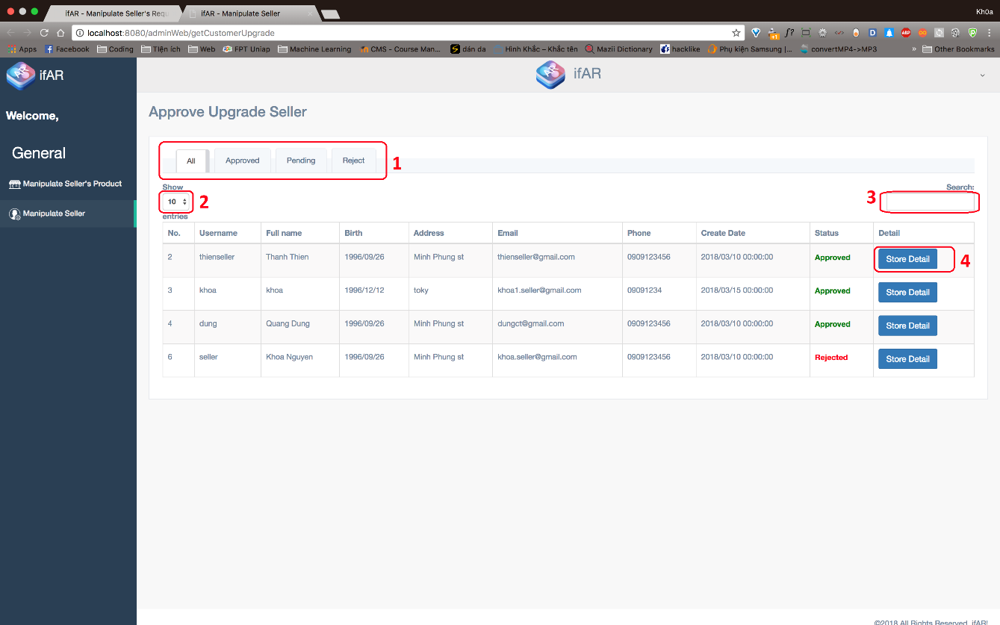 ifAR - Manipulate Seller's Requ
ifAR - Manipulate Seller
Kh0a
localhost:8080/adminWeb/getCustomerUpgrade
+1
ƒ?
D
ABP
Apps Facebook Coding Tiện ích Web FPT Uniap Machine Learning CMS - Course Man... dán da Hình Khắc – Khắc tên Mazii Dictionary hacklike Phụ kiện Samsung |... convertMP4->MP3 » Other Bookmarks
AR ifAR
AR ifAR
Welcome,
General
Manipulate Seller's Product
Manipulate Seller
Approve Upgrade Seller
All Approved Pending Reject 1
Show
10 2
entries
Search:
3
No. Username Full name Birth Address Email Phone Create Date Status Detail
2 thienseller Thanh Thien 1996/09/26 Minh Phung st thienseller@gmail.com 0909123456 2018/03/10 00:00:00 Approved Store Detail 4
3 khoa khoa 1996/12/12 toky khoa1.seller@gmail.com 09091234 2018/03/15 00:00:00 Approved Store Detail
4 dung Quang Dung 1996/09/26 Minh Phung st dungct@gmail.com 0909123456 2018/03/10 00:00:00 Approved Store Detail
6 seller Khoa Nguyen 1996/09/26 Minh Phung st khoa.seller@gmail.com 0909123456 2018/03/10 00:00:00 Rejected Store Detail
©2018 All Rights Reserved. ifAR!